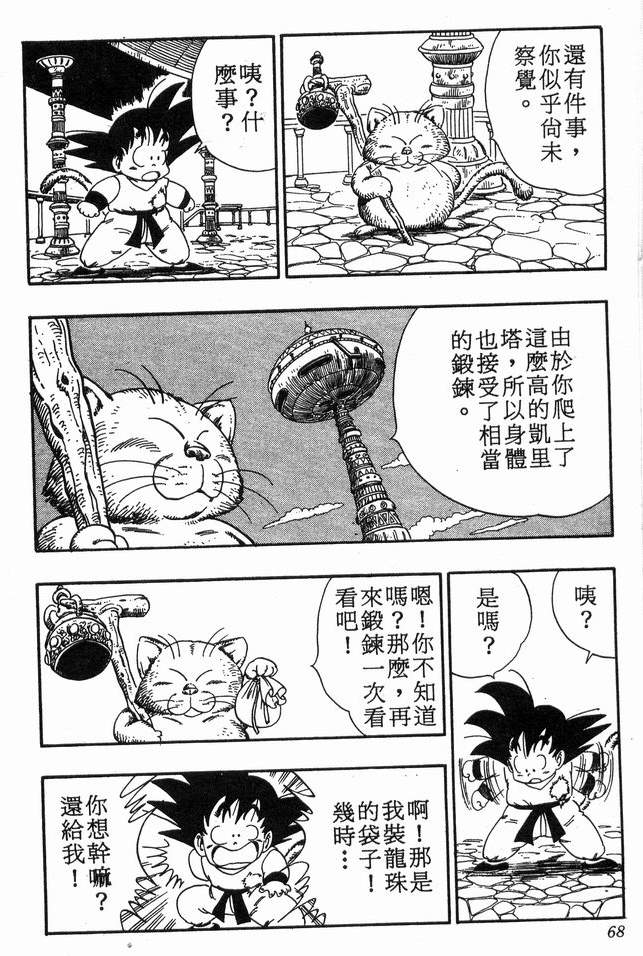 還有件事，
你似乎尚未
察覺。
咦？什
麼事？
由於你爬上了
這麼高的凱里
塔，所以身體
也接受了相當
的鍛鍊。
咦？
是嗎？
嗯！你不知道
嗎？那麼，再
來鍛鍊一次看
看吧！
啊！那是
我裝龍珠
的袋子！
幾時…
你想幹嘛？
還給我！
68